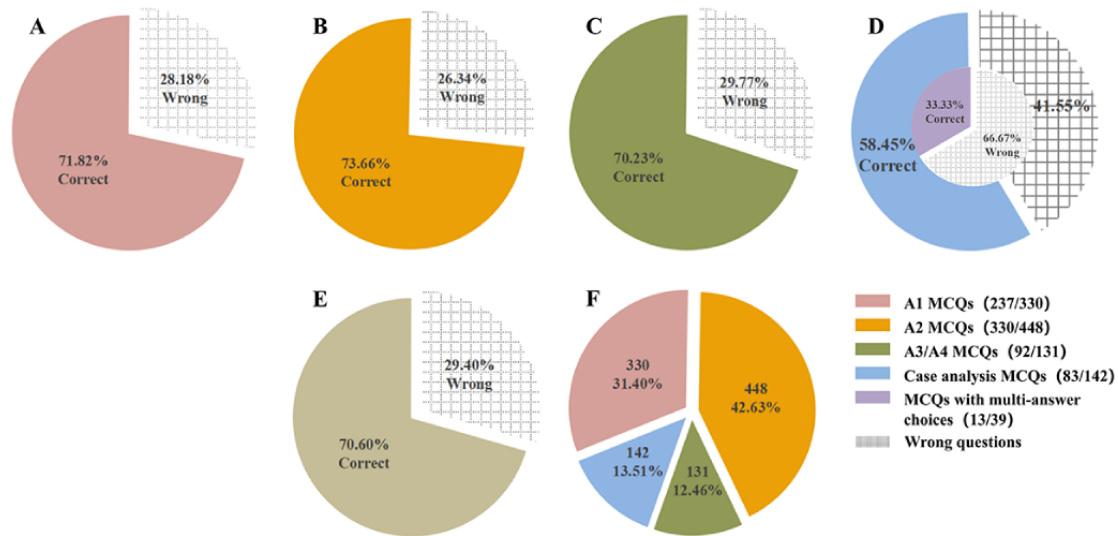 A
28.18%
Wrong
71.82%
Correct
B
26.34%
Wrong
73.66%
Correct
C
29.77%
Wrong
70.23%
Correct
D
33.33%
Correct
41.55%
58.45%
Correct
66.67%
Wrong
E
29.40%
Wrong
70.60%
Correct
F
330
31.40%
448
42.63%
142
13.51%
131
12.46%
A1 MCQs (237/330)
A2 MCQs (330/448)
A3/A4 MCQs (92/131)
Case analysis MCQs (83/142)
MCQs with multi-answer
choices (13/39)
Wrong questions